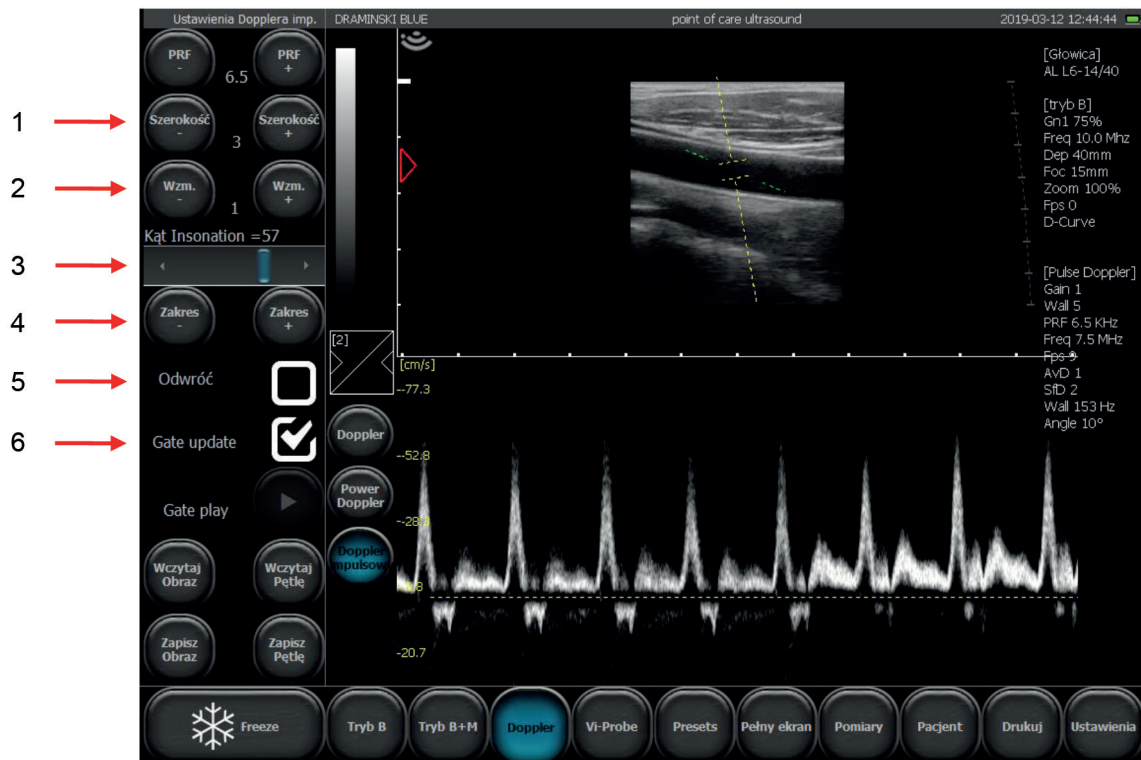 Ustawienia Dopplera imp.
DRAMINSKI BLUE
point of care ultrasound
2019-03-12 12:44:44
PRF
-
6.5
PRF
+
1
Szerokość
-
3
Szerokość
+
2
Wzm.
-
1
Wzm.
+
Kąt Insonation =57
3
4
Zakres
-
Zakres
+
5
Odwróć
6
Gate update
Gate play
Wczytaj
Obraz
Wczytaj
Pętlę
Zapisz
Obraz
Zapisz
Pętlę
[2]
Doppler
Power
Doppler
Doppler
mpulsow
[Głowica]
AL L6-14/40
[tryb B]
Gn1 75%
Freq 10.0 Mhz
Dep 40mm
Foc 15mm
Zoom 100%
Fps 0
D-Curve
[Pulse Doppler]
Gain 1
Wall 5
PRF 6.5 KHz
Freq 7.5 MHz
Fps 9
AvD 1
SfD 2
Wall 153 Hz
Angle 10°
[cm/s]
-77.3
-52.8
-20.7
Freeze
Tryb B
Tryb B+M
Doppler
Vi-Probe
Presets
Pełny ekran
Pomiary
Pacjent
Drukuj
Ustawienia